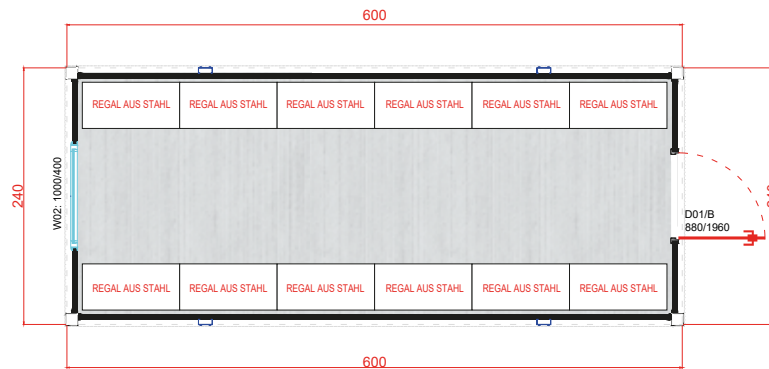 600
REGAL AUS STAHL REGAL AUS STAHL REGAL AUS STAHL REGAL AUS STAHL REGAL AUS STAHL REGAL AUS STAHL
240
W02: 1000/400
D01/B
880/1960
REGAL AUS STAHL REGAL AUS STAHL REGAL AUS STAHL REGAL AUS STAHL REGAL AUS STAHL REGAL AUS STAHL
600